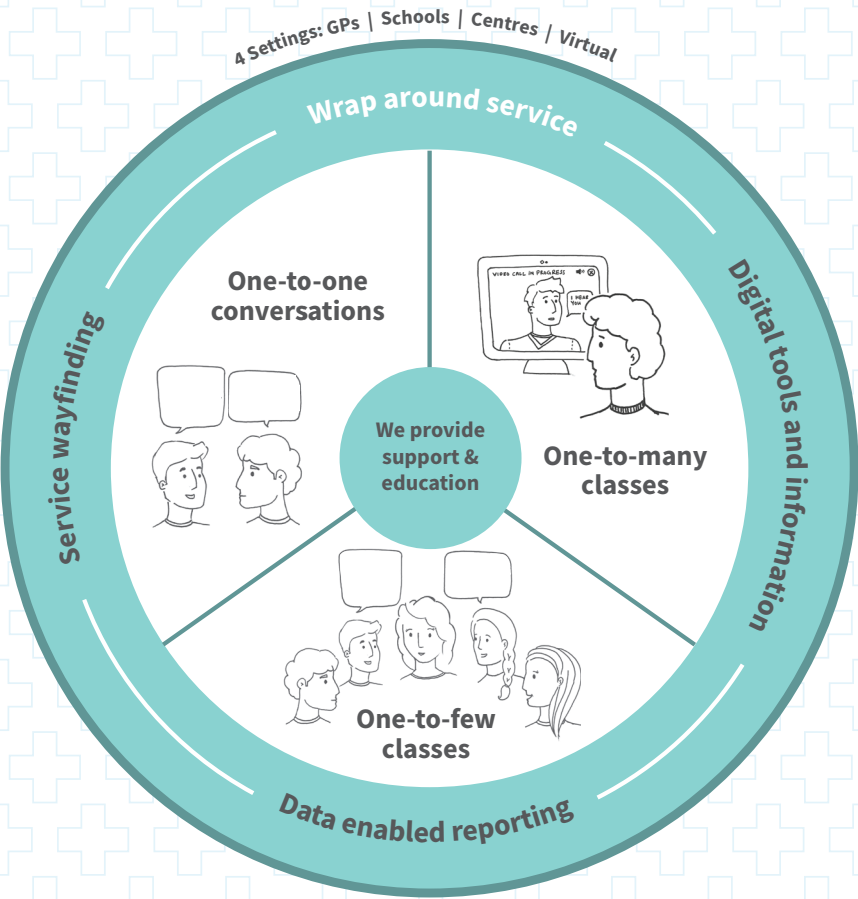 4 Settings: GPs | Schools | Centres | Virtual
Wrap around service
One-to-one
conversations
VIDEO CALL IN PROGRESS
I HEAR
YOU
We provide
support &
education
One-to-many
classes
One-to-few
classes
Service wayfinding
Digital tools and information
Data enabled reporting